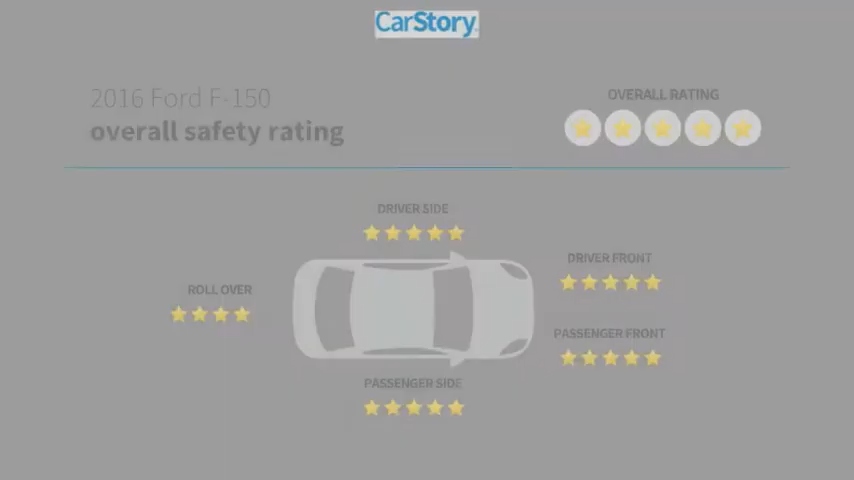 CarStory
2016 Ford F-150
overall safety rating
OVERALL RATING
DRIVER SIDE
DRIVER FRONT
ROLL OVER
PASSENGER FRONT
PASSENGER SIDE